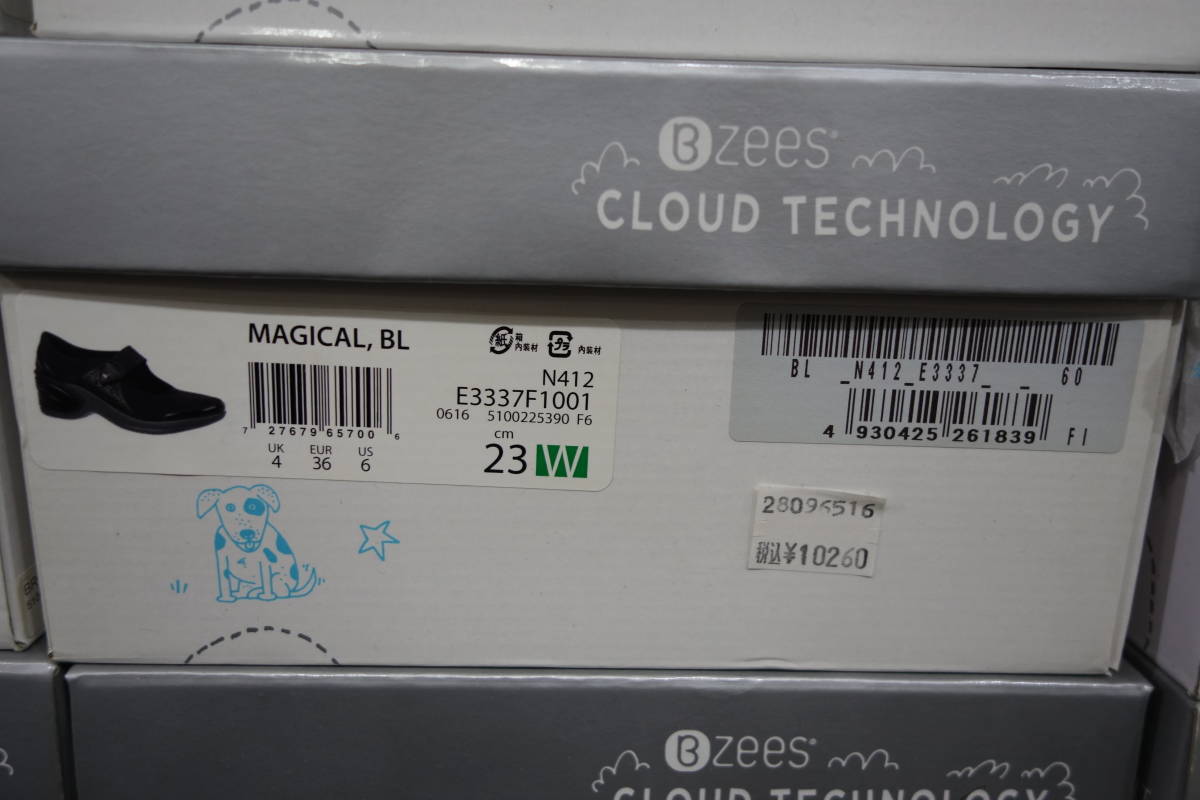 Bzees
CLOUD TECHNOLOGY
MAGICAL, BL
紙 箱 内装材 プラ 内装材
N412
E3337F1001
0616 5100225390 F6
7 27679 65700 6
UK EUR US
4 36 6
cm
23 W
BL _N412_E3337_ _ 60
4 930425 261839 FI
28096516
税込¥10260
Bzees
CLOUD TECHNOLOGY